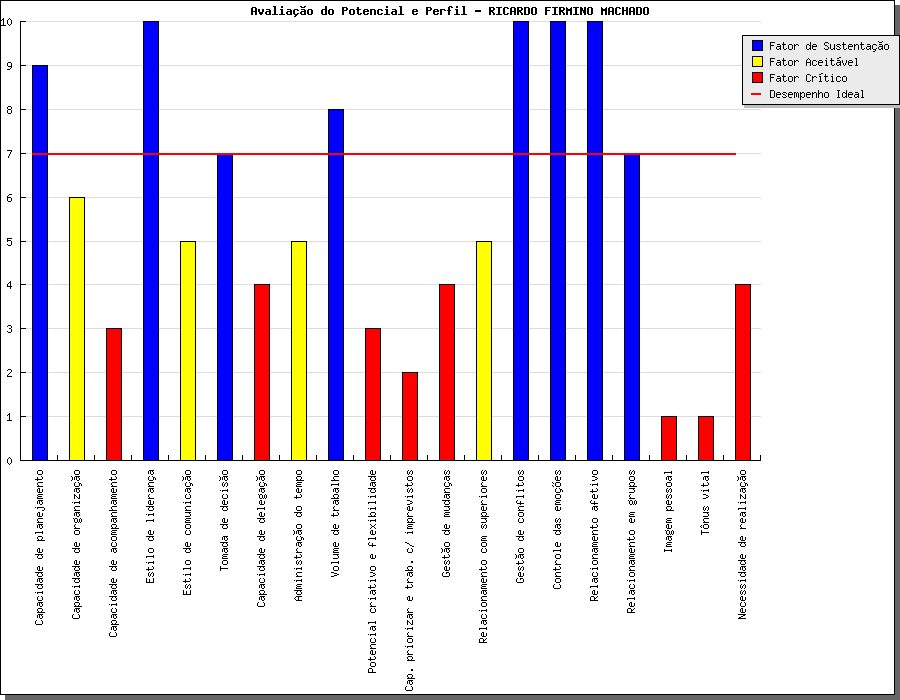 Avaliação do Potencial e Perfil - RICARDO FIRMINO MACHADO
Fator de Sustentação
Fator Aceitável
Fator Crítico
Desempenho Ideal
10
9
8
7
6
5
4
3
2
1
0
Capacidade de planejamento
Capacidade de organização
Capacidade de acompanhamento
Estilo de liderança
Estilo de comunicação
Tomada de decisão
Capacidade de delegação
Administração do tempo
Volume de trabalho
Potencial criativo e flexibilidade
Cap. priorizar e trab. c/ imprevistos
Gestão de mudanças
Relacionamento com superiores
Gestão de conflitos
Controle das emoções
Relacionamento afetivo
Relacionamento em grupos
Imagem pessoal
Tônus vital
Necessidade de realização